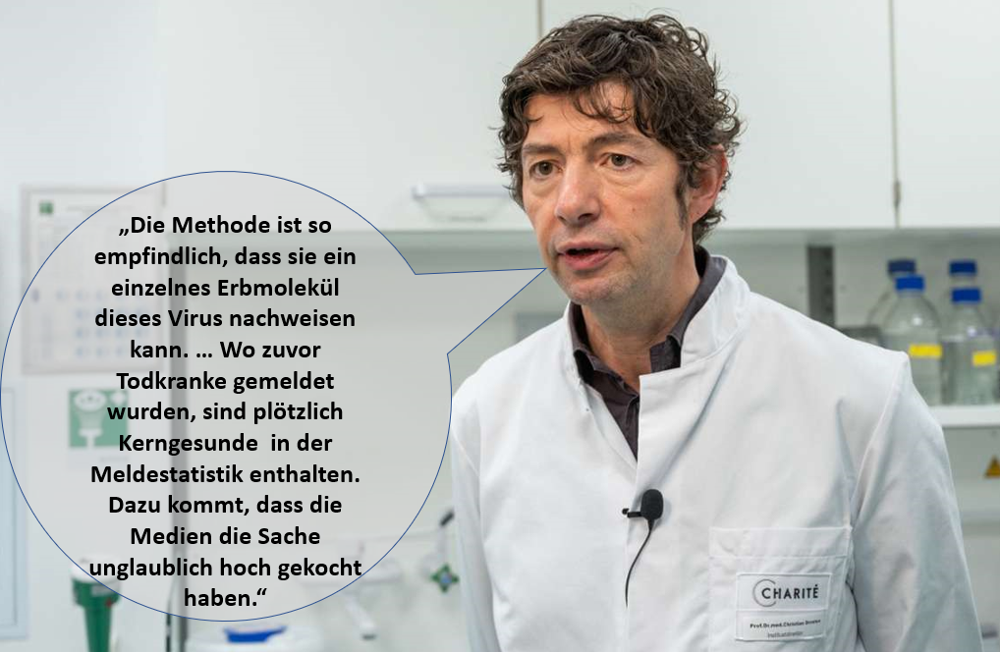 „Die Methode ist so
empfindlich, dass sie ein
einzelnes Erbmolekül
dieses Virus nachweisen
kann. … Wo zuvor
Todkranke gemeldet
wurden, sind plötzlich
Kerngesunde  in der
Meldestatistik enthalten.
Dazu kommt, dass die
Medien die Sache
unglaublich hoch gekocht
haben.“
CHARITÉ
Prof. Dr. med. Christian Drosten
Institutsdirektor